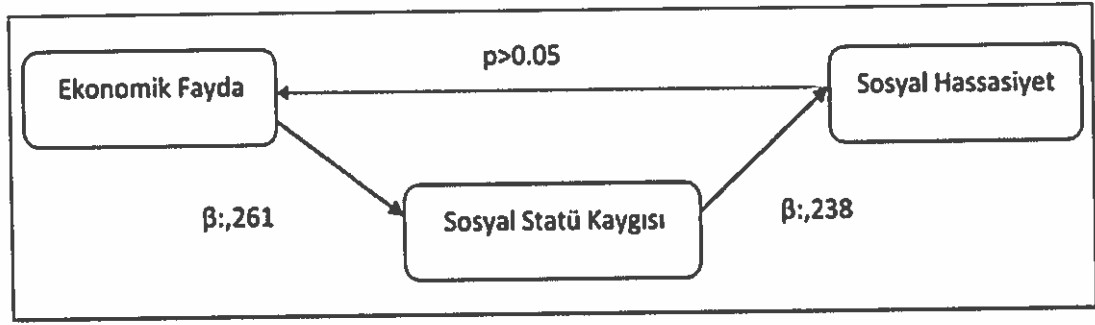 p>0.05
Ekonomik Fayda
Sosyal Hassasiyet
β:,261
Sosyal Statü Kaygısı
β:,238